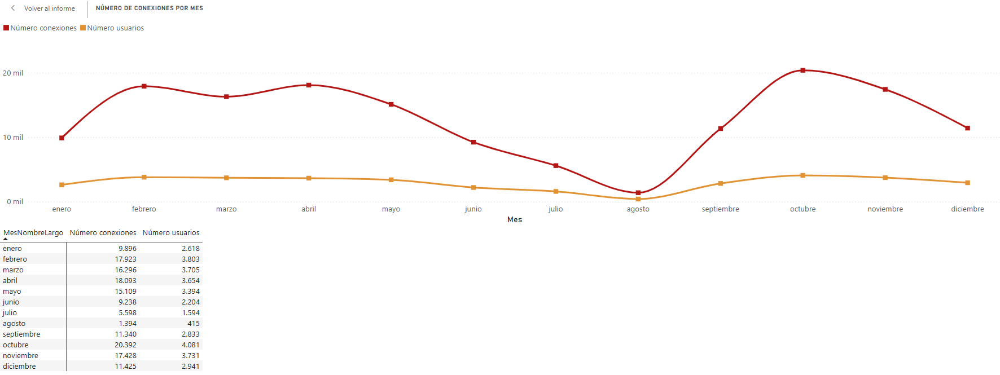 Volver al informe NÚMERO DE CONEXIONES POR MES
Número conexiones Número usuarios
20 mil
10 mil
0 mil
enero febrero marzo abril mayo junio julio agosto septiembre octubre noviembre diciembre
Mes
MesNombreLargo Número conexiones Número usuarios
enero 9.896 2.618
febrero 17.923 3.803
marzo 16.296 3.705
abril 18.093 3.654
mayo 15.109 3.394
junio 9.238 2.204
julio 5.598 1.594
agosto 1.394 415
septiembre 11.340 2.833
octubre 20.392 4.081
noviembre 17.428 3.731
diciembre 11.425 2.941